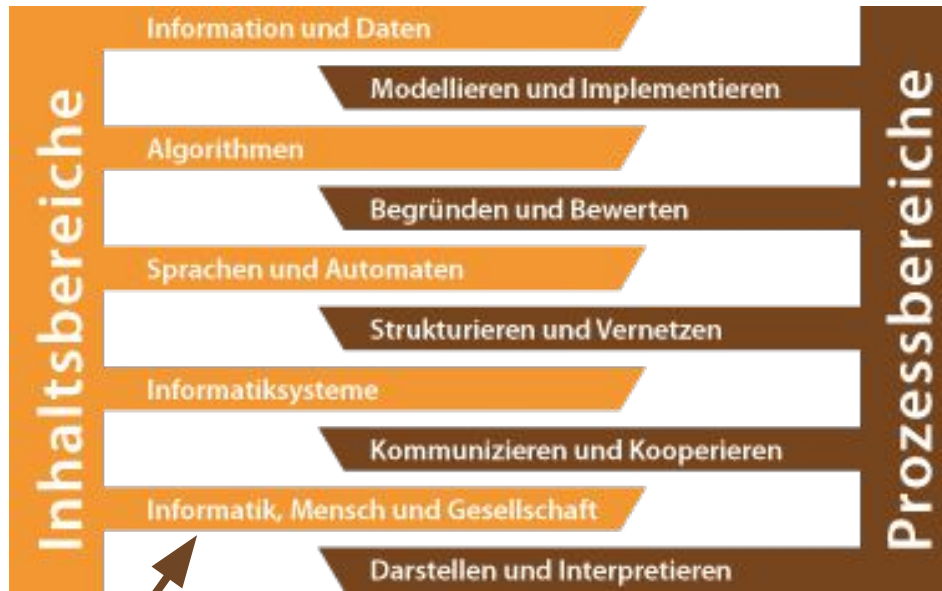 Inhaltsbereiche
Information und Daten
Modellieren und Implementieren
Algorithmen
Begründen und Bewerten
Sprachen und Automaten
Strukturieren und Vernetzen
Informatiksysteme
Kommunizieren und Kooperieren
Informatik, Mensch und Gesellschaft
Darstellen und Interpretieren
Prozessbereiche